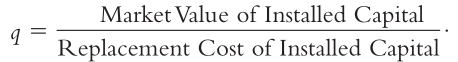 q = Market Value of Installed Capital / Replacement Cost of Installed Capital.